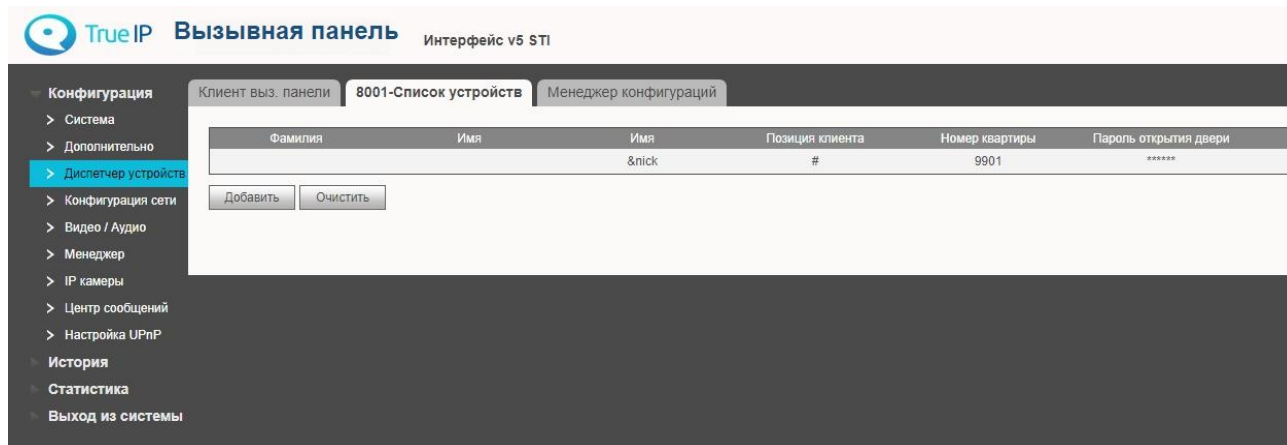 True IP Вызывная панель Интерфейс v5 STI
Конфигурация
> Система
> Дополнительно
> Диспетчер устройств
> Конфигурация сети
> Видео / Аудио
> Менеджер
> IP камеры
> Центр сообщений
> Настройка UPnP
История
Статистика
Выход из системы
Клиент выз. панели 8001-Список устройств Менеджер конфигураций
Фамилия Имя Имя Позиция клиента Номер квартиры Пароль открытия двери
&nick # 9901 ******
Добавить Очистить